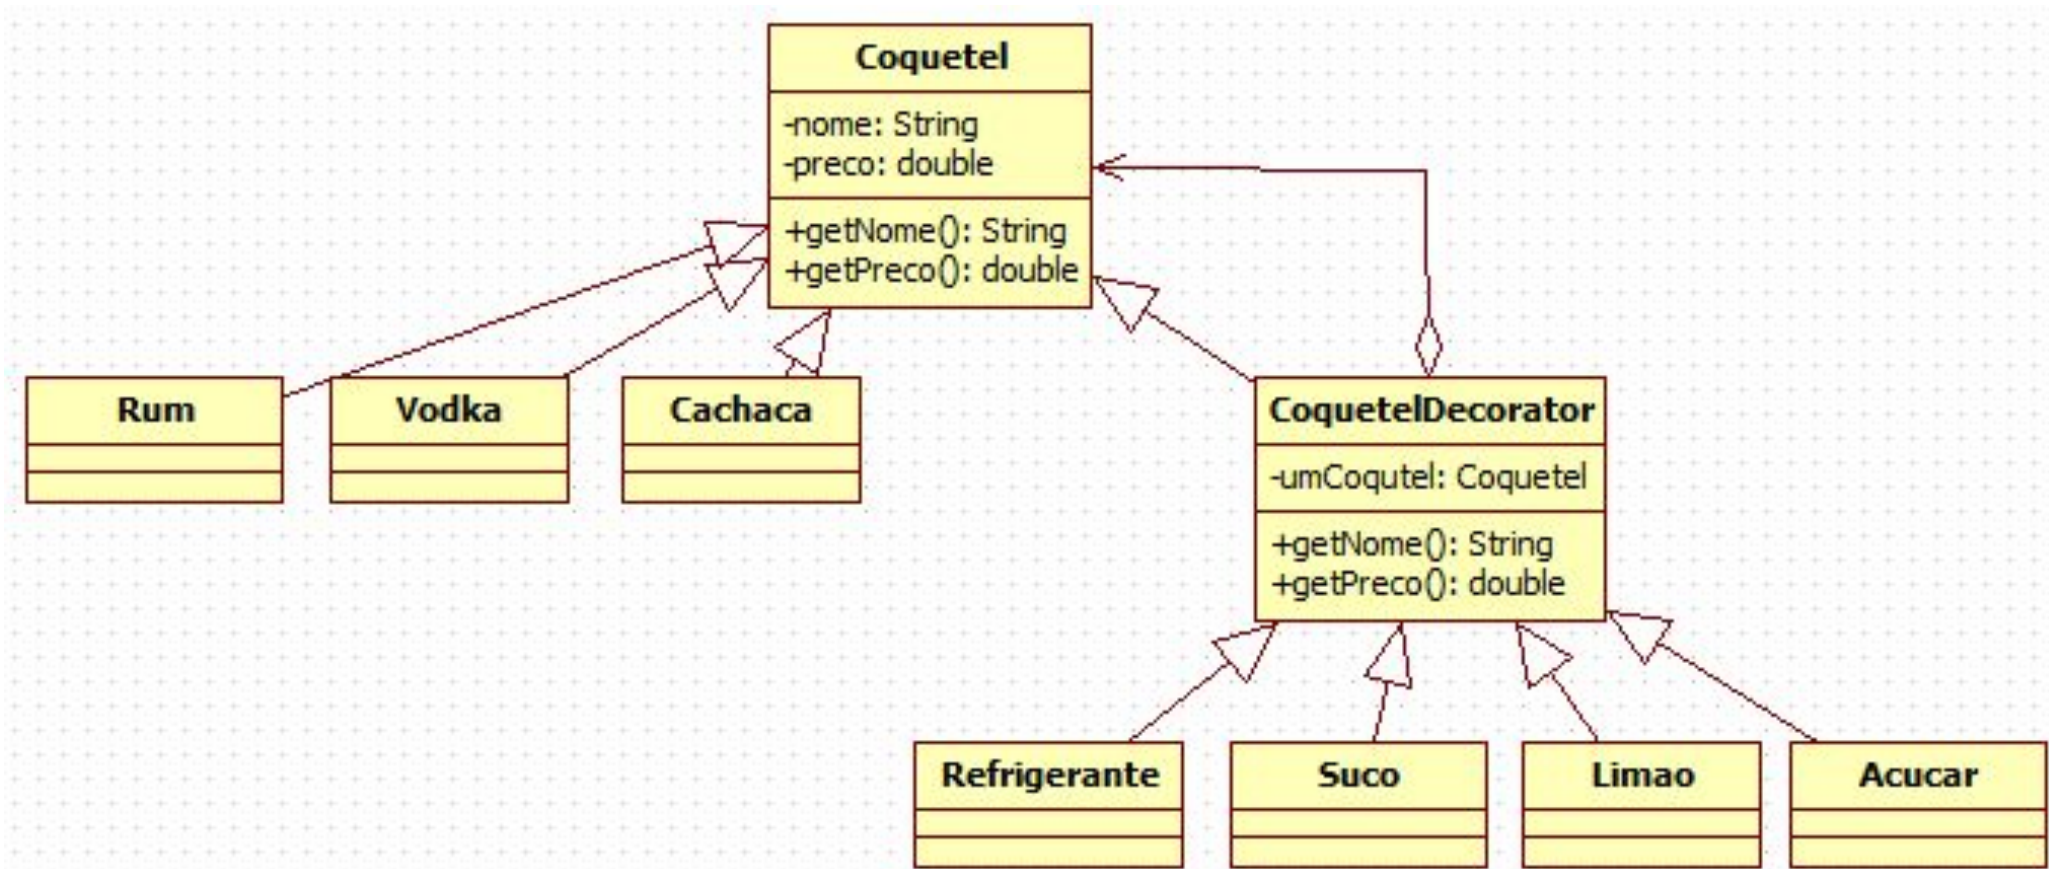 Coquetel
-nome: String
-preco: double
+getNome(): String
+getPreco(): double
Rum
Vodka
Cachaca
CoquetelDecorator
-umCoqutel: Coquetel
+getNome(): String
+getPreco(): double
Refrigerante
Suco
Limao
Acucar